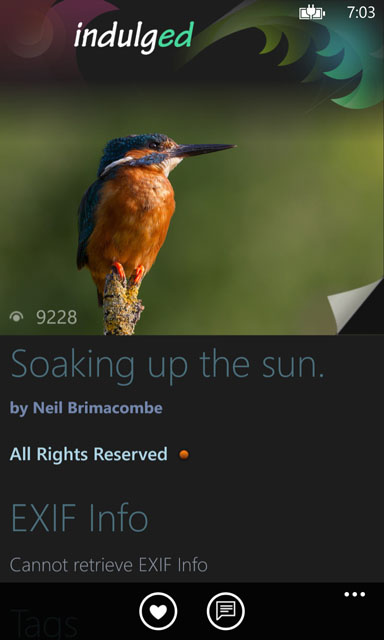 7:03
indulged
9228
Soaking up the sun.
by Neil Brimacombe
All Rights Reserved
EXIF Info
Cannot retrieve EXIF Info
Tags